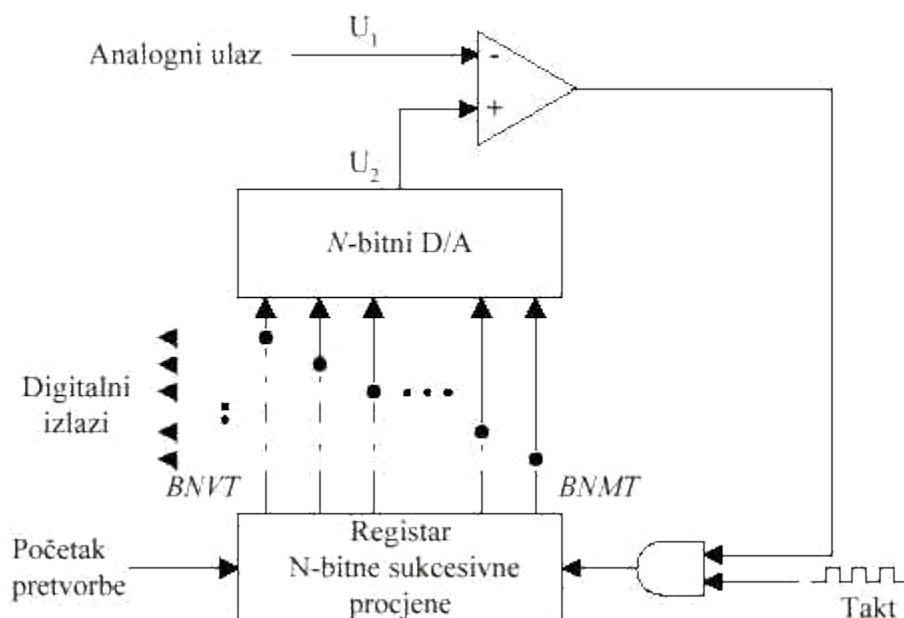 Analogni ulaz
U1
-
+
U2
N-bitni D/A
Digitalni
izlazi
BNVT
BNMT
Početak
pretvorbe
Registar
N-bitne sukcesivne
procjene
Takt